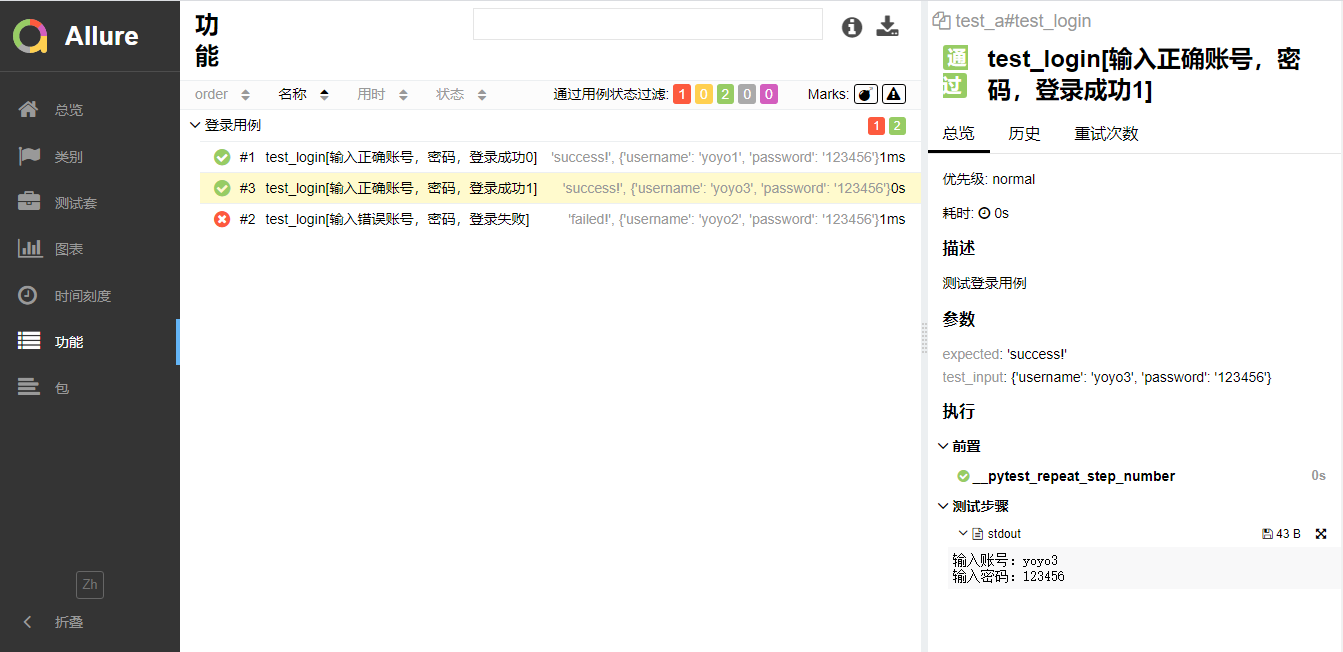 Allure
总览
类别
测试套
图表
时间刻度
功能
包
Zh
折叠
功
能
order 名称 用时 状态 通过用例状态过滤: 1 0 2 0 0 Marks:
登录用例 1 2
#1 test_login[输入正确账号，密码，登录成功0] 'success!', {'username': 'yoyo1', 'password': '123456'}1ms
#3 test_login[输入正确账号，密码，登录成功1] 'success!', {'username': 'yoyo3', 'password': '123456'}0s
#2 test_login[输入错误账号，密码，登录失败] 'failed!', {'username': 'yoyo2', 'password': '123456'}1ms
test_a#test_login
通
过
test_login[输入正确账号，密
码，登录成功1]
总览 历史 重试次数
优先级: normal
耗时: 0s
描述
测试登录用例
参数
expected: 'success!'
test_input: {'username': 'yoyo3', 'password': '123456'}
执行
前置
__pytest_repeat_step_number 0s
测试步骤
stdout 43 B
输入账号：yoyo3
输入密码：123456